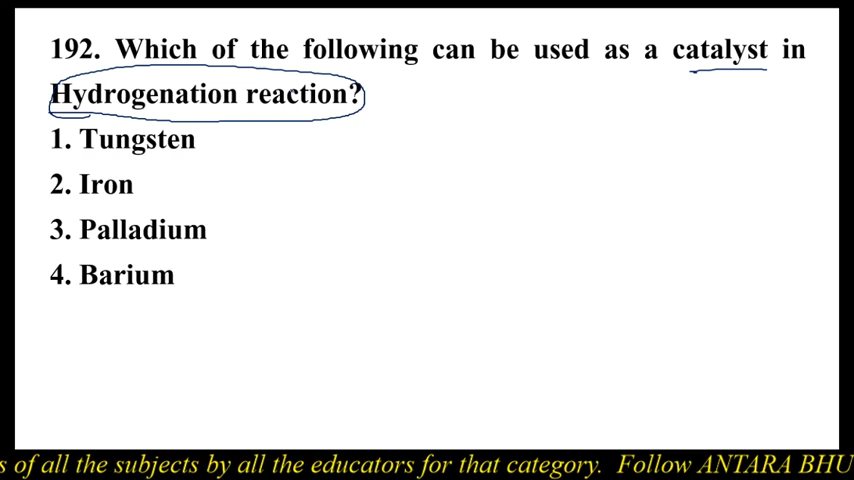 192. Which of the following can be used as a catalyst in
Hydrogenation reaction?
1. Tungsten
2. Iron
3. Palladium
4. Barium
s of all the subjects by all the educators for that category. Follow ANTARA BHU